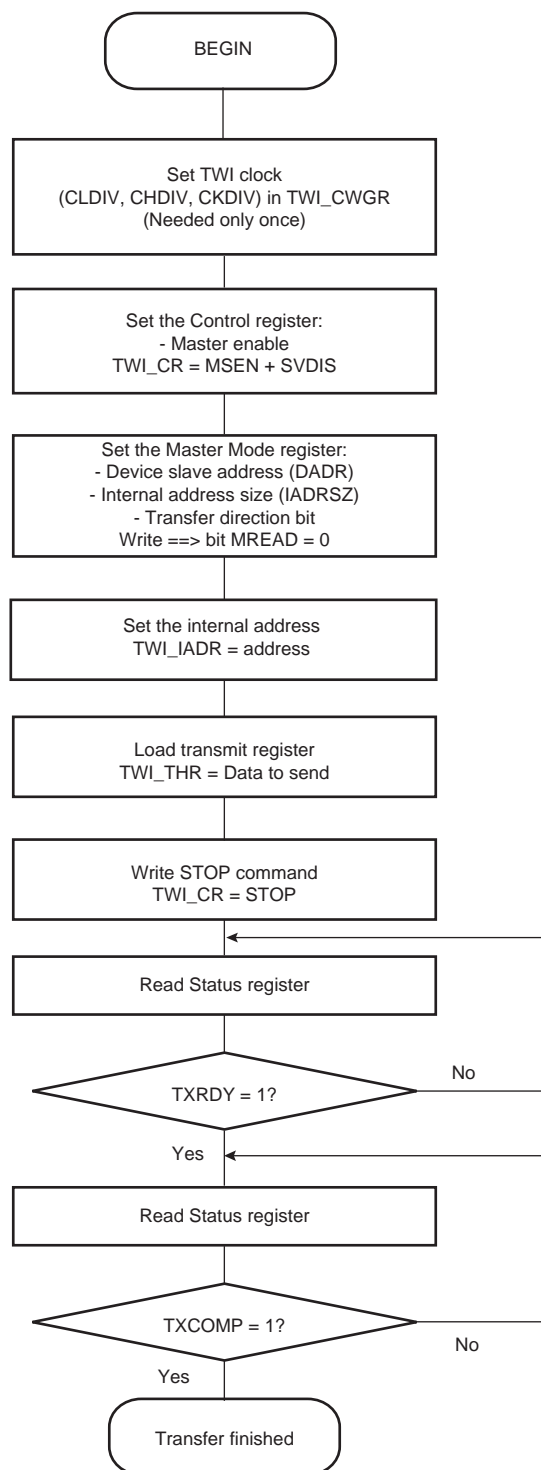 BEGIN
Set TWI clock
(CLDIV, CHDIV, CKDIV) in TWI_CWGR
(Needed only once)
Set the Control register:
- Master enable
TWI_CR = MSEN + SVDIS
Set the Master Mode register:
- Device slave address (DADR)
- Internal address size (IADRSZ)
- Transfer direction bit
Write ==> bit MREAD = 0
Set the internal address
TWI_IADR = address
Load transmit register
TWI_THR = Data to send
Write STOP command
TWI_CR = STOP
Read Status register
TXRDY = 1?
No
Yes
Read Status register
TXCOMP = 1?
No
Yes
Transfer finished